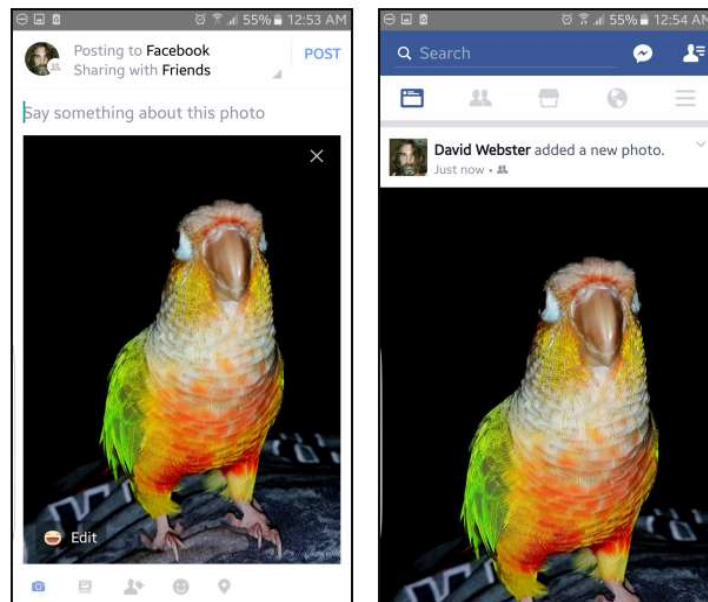 55% 12:53 AM
Posting to Facebook
Sharing with Friends
POST
Say something about this photo
Edit
55% 12:54 AM
Search
David Webster added a new photo.
Just now